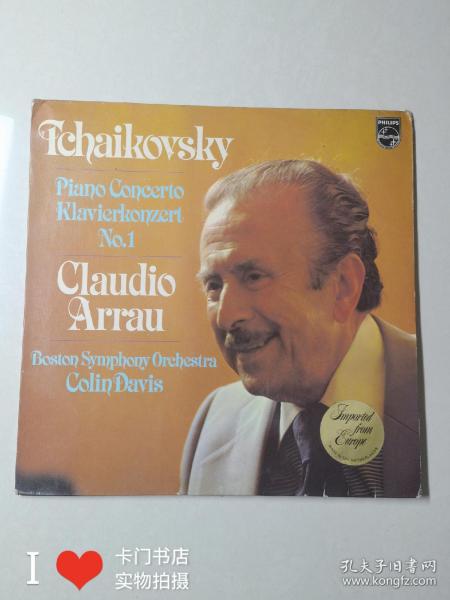 PHILIPS
Tchaikovsky
Piano Concerto
Klavierkonzert
No.1
Claudio
Arrau
Boston Symphony Orchestra
Colin Davis
Imported
from
Europe
I ❤ 卡门书店
实物拍摄
孔夫子旧书网
www.kongfz.com